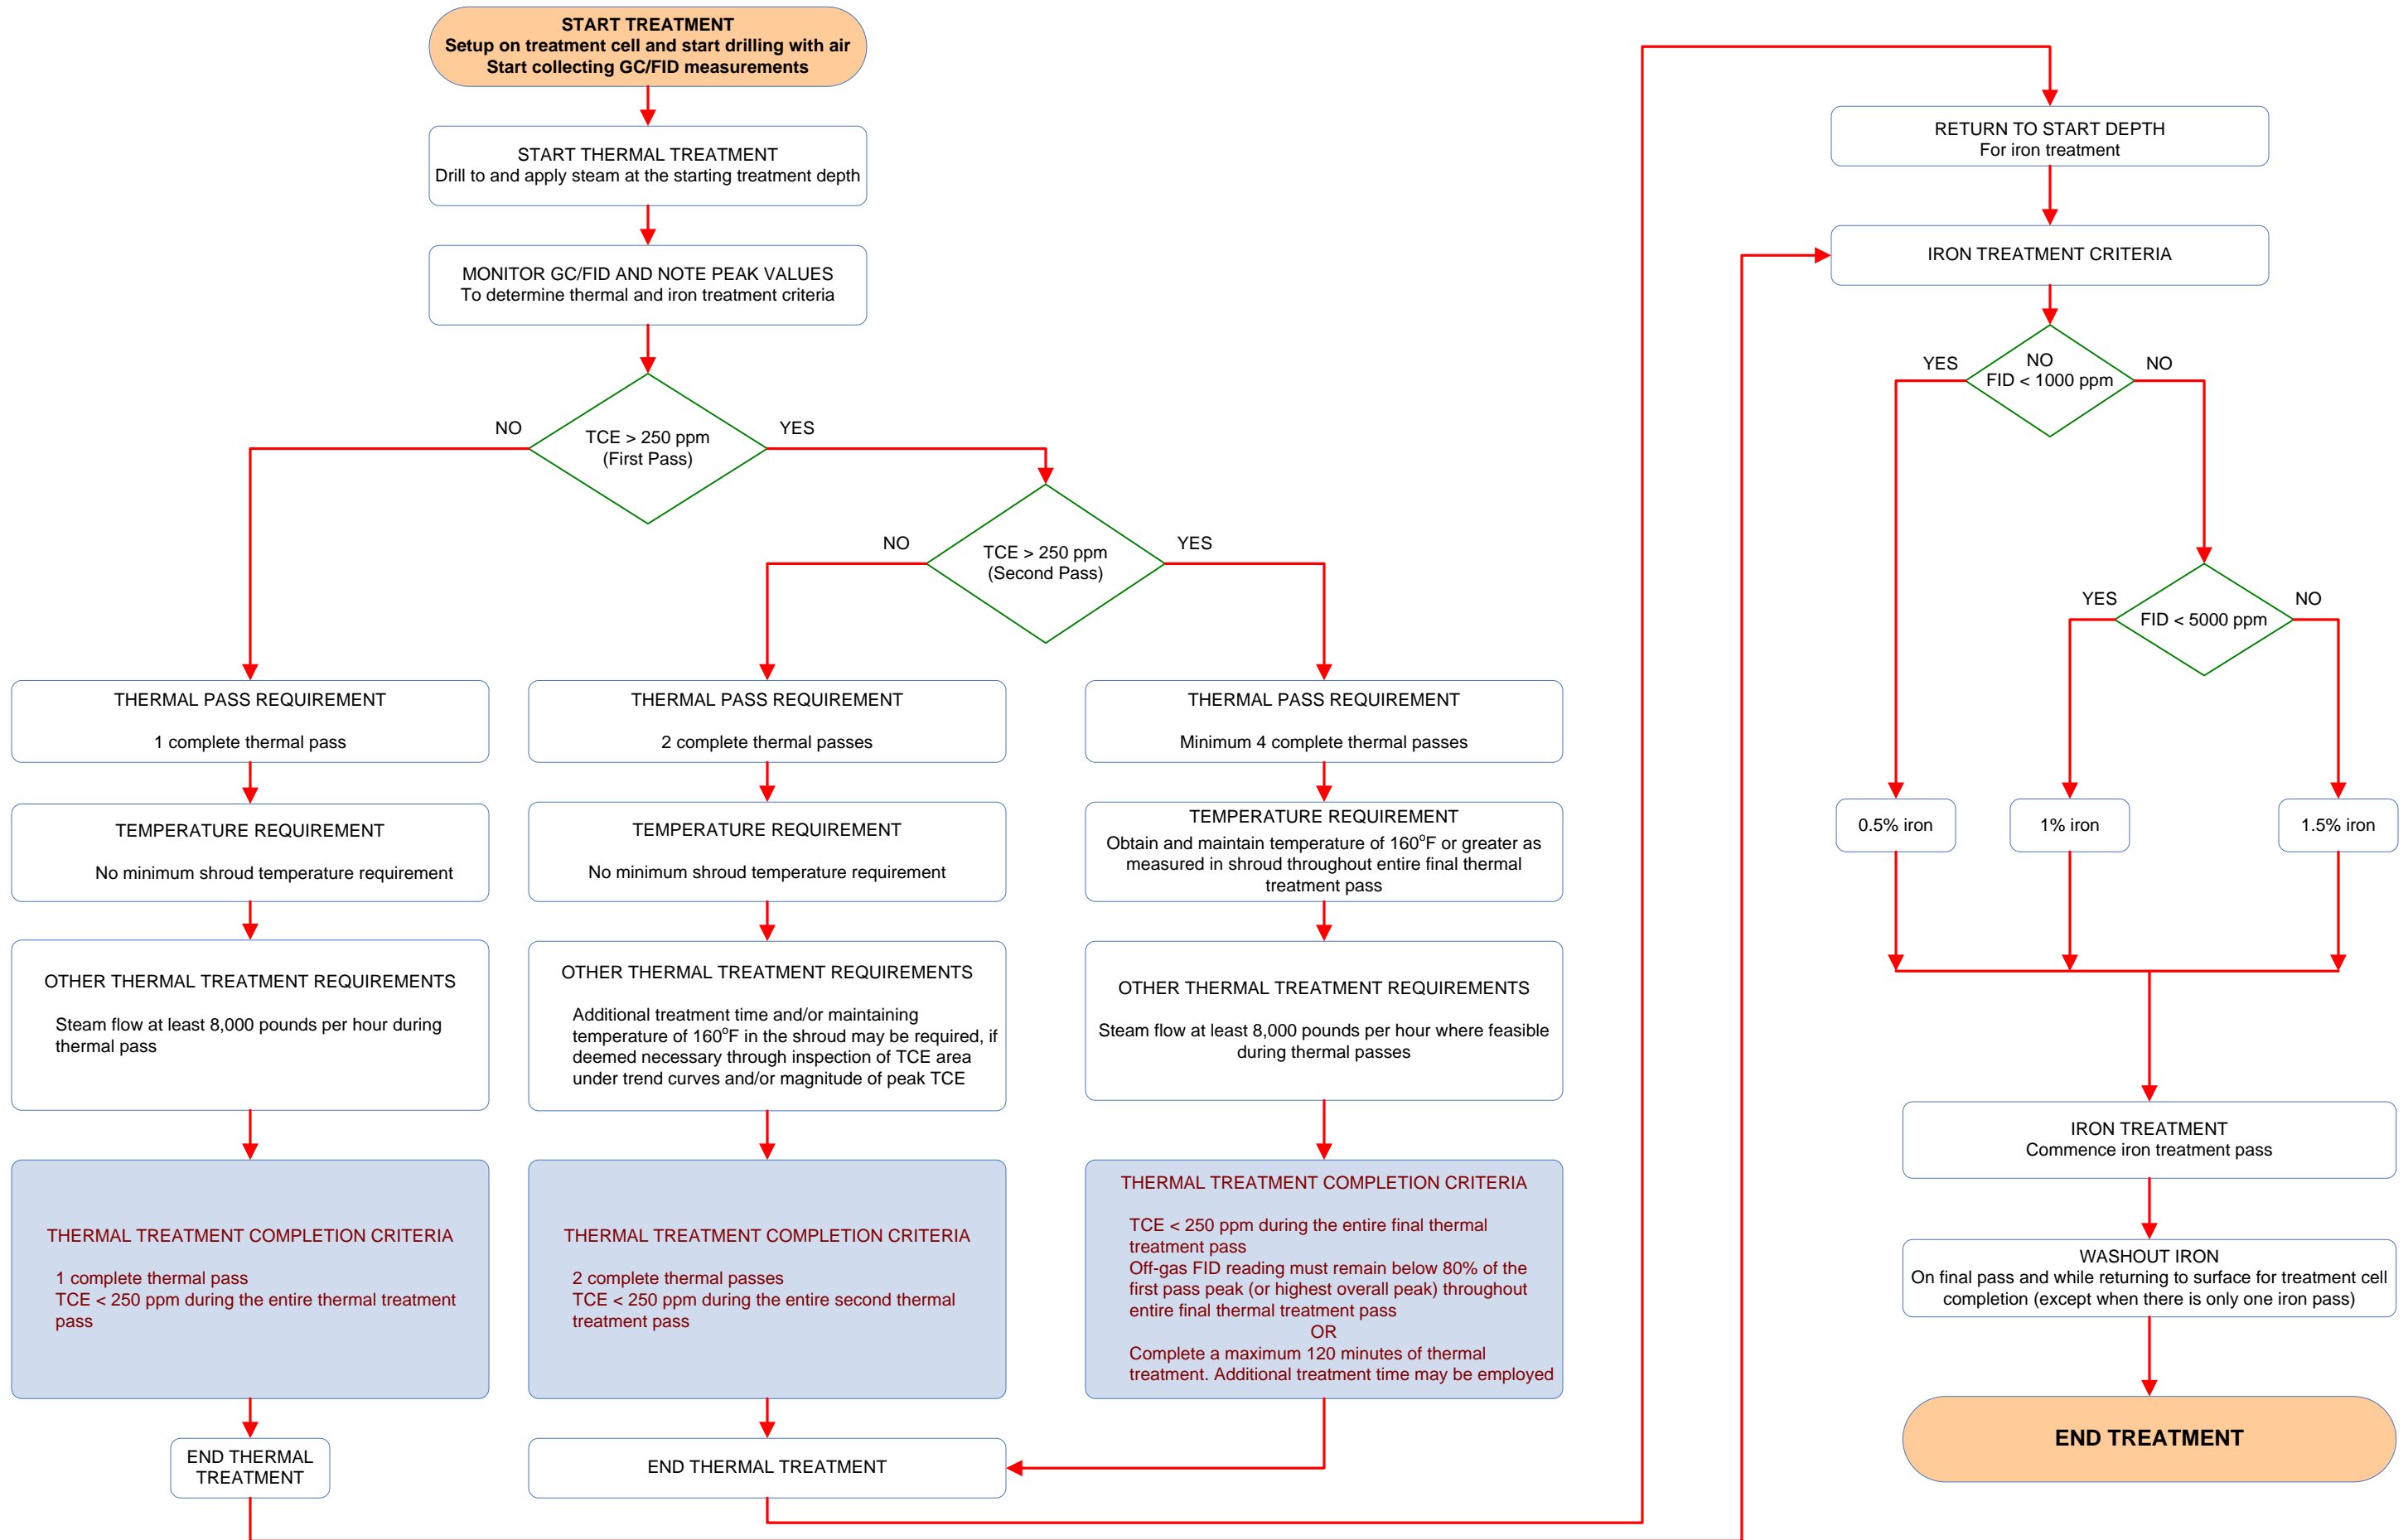 START TREATMENT
Setup on treatment cell and start drilling with air
Start collecting GC/FID measurements
START THERMAL TREATMENT
Drill to and apply steam at the starting treatment depth
MONITOR GC/FID AND NOTE PEAK VALUES
To determine thermal and iron treatment criteria
NO
TCE > 250 ppm
(First Pass)
YES
NO
TCE > 250 ppm
(Second Pass)
YES
THERMAL PASS REQUIREMENT
1 complete thermal pass
TEMPERATURE REQUIREMENT
No minimum shroud temperature requirement
OTHER THERMAL TREATMENT REQUIREMENTS
Steam flow at least 8,000 pounds per hour during
thermal pass
THERMAL TREATMENT COMPLETION CRITERIA
1 complete thermal pass
TCE < 250 ppm during the entire thermal treatment
pass
END THERMAL
TREATMENT
THERMAL PASS REQUIREMENT
2 complete thermal passes
TEMPERATURE REQUIREMENT
No minimum shroud temperature requirement
OTHER THERMAL TREATMENT REQUIREMENTS
Additional treatment time and/or maintaining
temperature of 160°F in the shroud may be required, if
deemed necessary through inspection of TCE area
under trend curves and/or magnitude of peak TCE
THERMAL TREATMENT COMPLETION CRITERIA
2 complete thermal passes
TCE < 250 ppm during the entire second thermal
treatment pass
END THERMAL TREATMENT
THERMAL PASS REQUIREMENT
Minimum 4 complete thermal passes
TEMPERATURE REQUIREMENT
Obtain and maintain temperature of 160°F or greater as
measured in shroud throughout entire final thermal
treatment pass
OTHER THERMAL TREATMENT REQUIREMENTS
Steam flow at least 8,000 pounds per hour where feasible
during thermal passes
THERMAL TREATMENT COMPLETION CRITERIA
TCE < 250 ppm during the entire final thermal
treatment pass
Off-gas FID reading must remain below 80% of the
first pass peak (or highest overall peak) throughout
entire final thermal treatment pass
OR
Complete a maximum 120 minutes of thermal
treatment. Additional treatment time may be employed
RETURN TO START DEPTH
For iron treatment
IRON TREATMENT CRITERIA
YES
NO
FID < 1000 ppm
NO
YES
FID < 5000 ppm
NO
0.5% iron
1% iron
1.5% iron
IRON TREATMENT
Commence iron treatment pass
WASHOUT IRON
On final pass and while returning to surface for treatment cell
completion (except when there is only one iron pass)
END TREATMENT